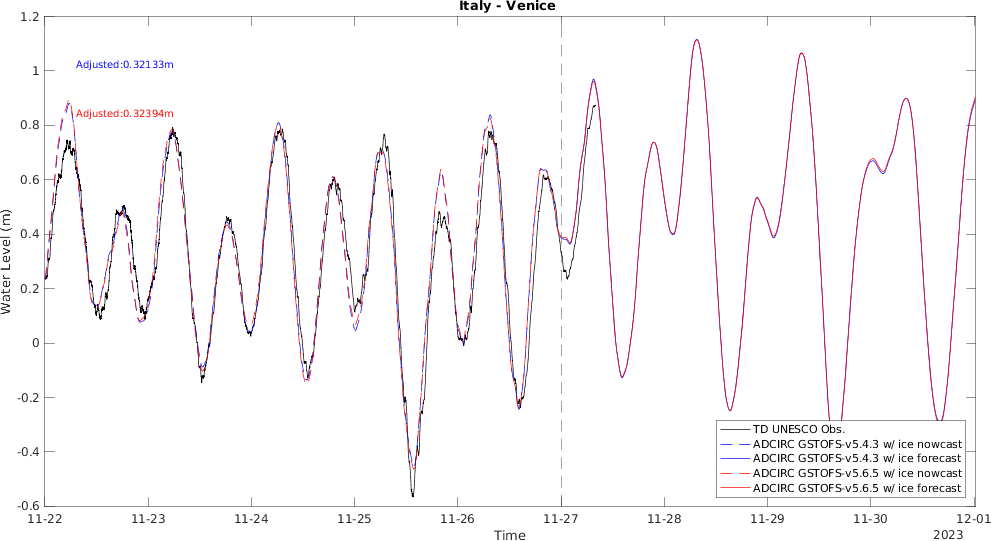 Italy - Venice
Adjusted:0.32133m
Adjusted:0.32394m
Water Level (m)
1.2
1
0.8
0.6
0.4
0.2
0
-0.2
-0.4
-0.6
TD UNESCO Obs.
ADCIRC GSTOFS-v5.4.3 w/ ice nowcast
ADCIRC GSTOFS-v5.4.3 w/ ice forecast
ADCIRC GSTOFS-v5.6.5 w/ ice nowcast
ADCIRC GSTOFS-v5.6.5 w/ ice forecast
11-22 11-23 11-24 11-25 11-26 11-27 11-28 11-29 11-30 12-01
Time
2023